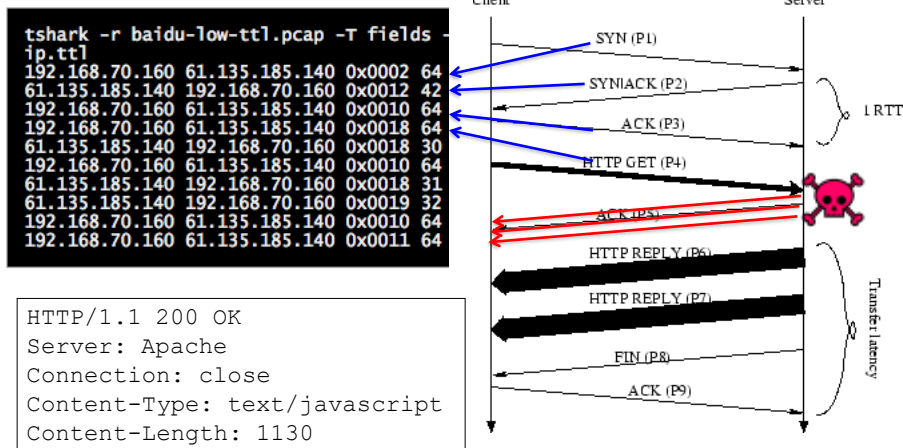 Client
Server
tshark -r baidu-low-ttl.pcap -T fields -
ip.ttl
192.168.70.160 61.135.185.140 0x0002 64
61.135.185.140 192.168.70.160 0x0012 42
192.168.70.160 61.135.185.140 0x0010 64
192.168.70.160 61.135.185.140 0x0018 64
61.135.185.140 192.168.70.160 0x0018 30
192.168.70.160 61.135.185.140 0x0010 64
61.135.185.140 192.168.70.160 0x0018 31
61.135.185.140 192.168.70.160 0x0019 32
192.168.70.160 61.135.185.140 0x0010 64
192.168.70.160 61.135.185.140 0x0011 64
SYN (P1)
SYN|ACK (P2)
1 RTT
ACK (P3)
HTTP GET (P4)
ACK (P5)
HTTP REPLY (P6)
HTTP REPLY (P7)
FIN (P8)
ACK (P9)
Transfer latency
HTTP/1.1 200 OK
Server: Apache
Connection: close
Content-Type: text/javascript
Content-Length: 1130